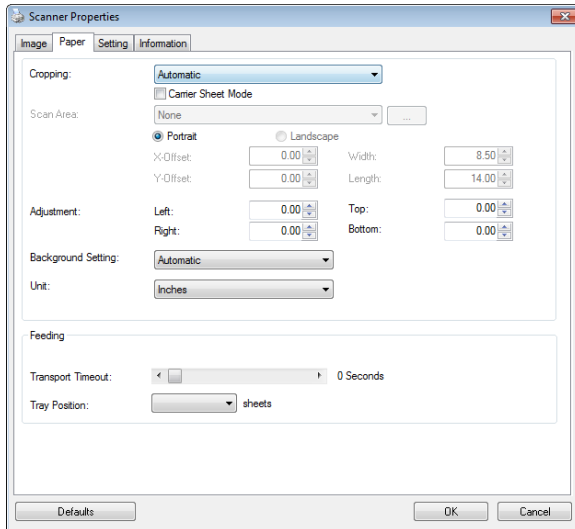 Scanner Properties
Image Paper Setting Information
Cropping: Automatic
Carrier Sheet Mode
Scan Area: None ...
Portrait Landscape
X-Offset: 0.00 Width: 8.50
Y-Offset: 0.00 Length: 14.00
Adjustment: Left: 0.00 Top: 0.00
Right: 0.00 Bottom: 0.00
Background Setting: Automatic
Unit: Inches
Feeding
Transport Timeout: 0 Seconds
Tray Position: sheets
Defaults OK Cancel